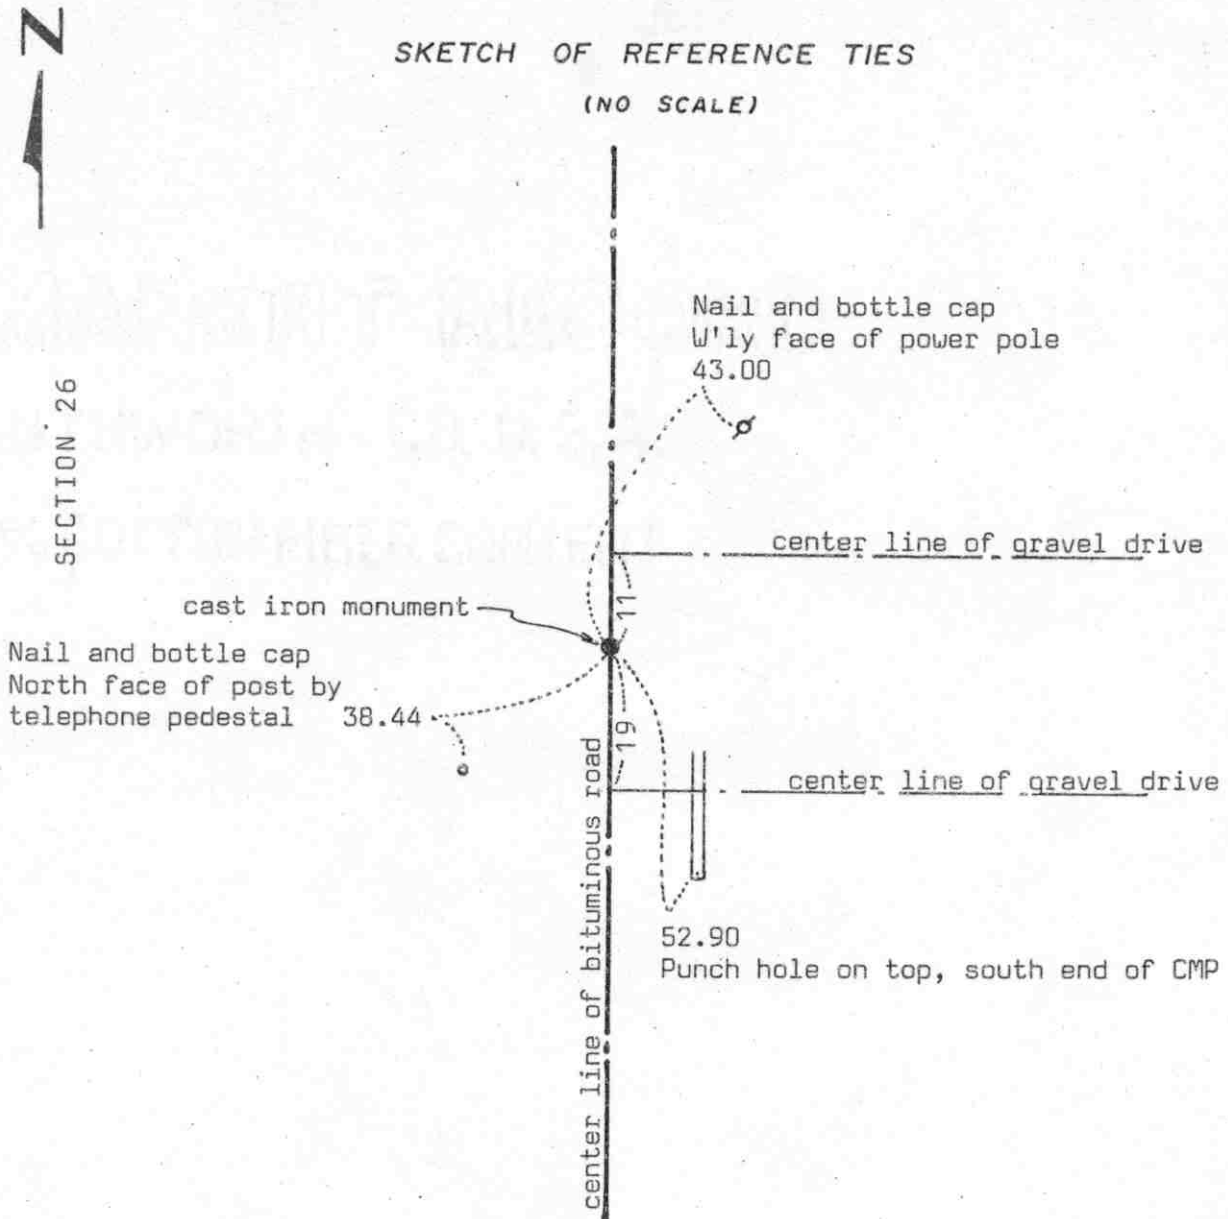 N
SKETCH OF REFERENCE TIES
(NO SCALE)
Nail and bottle cap
W'ly face of power pole
43.00
SECTION 26
center line of gravel drive
11
cast iron monument
Nail and bottle cap
North face of post by
telephone pedestal 38.44
19
center line of gravel drive
center line of bituminous road
52.90
Punch hole on top, south end of CMP